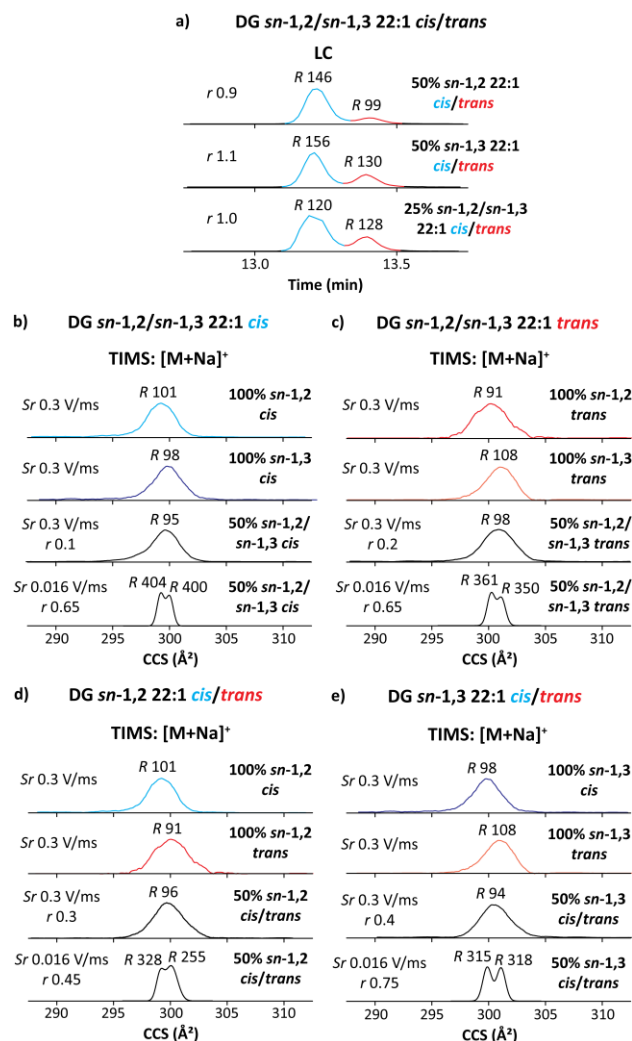 a) DG sn-1,2/sn-1,3 22:1 cis/trans
LC
r 0.9
R 146
R 99
50% sn-1,2 22:1
cis/trans
r 1.1
R 156
R 130
50% sn-1,3 22:1
cis/trans
r 1.0
R 120
R 128
25% sn-1,2/sn-1,3
22:1 cis/trans
13.0 13.5
Time (min)
b) DG sn-1,2/sn-1,3 22:1 cis
TIMS: [M+Na]⁺
Sr 0.3 V/ms
R 101
100% sn-1,2
cis
Sr 0.3 V/ms
R 98
100% sn-1,3
cis
Sr 0.3 V/ms
r 0.1
R 95
50% sn-1,2/
sn-1,3 cis
Sr 0.016 V/ms
r 0.65
R 404 R 400
50% sn-1,2/
sn-1,3 cis
290 295 300 305 310
CCS (Å²)
c) DG sn-1,2/sn-1,3 22:1 trans
TIMS: [M+Na]⁺
Sr 0.3 V/ms
R 91
100% sn-1,2
trans
Sr 0.3 V/ms
R 108
100% sn-1,3
trans
Sr 0.3 V/ms
r 0.2
R 98
50% sn-1,2/
sn-1,3 trans
Sr 0.016 V/ms
r 0.65
R 361 R 350
50% sn-1,2/
sn-1,3 trans
290 295 300 305 310
CCS (Å²)
d) DG sn-1,2 22:1 cis/trans
TIMS: [M+Na]⁺
Sr 0.3 V/ms
R 101
100% sn-1,2
cis
Sr 0.3 V/ms
R 91
100% sn-1,2
trans
Sr 0.3 V/ms
r 0.3
R 96
50% sn-1,2
cis/trans
Sr 0.016 V/ms
r 0.45
R 328 R 255
50% sn-1,2
cis/trans
290 295 300 305 310
CCS (Å²)
e) DG sn-1,3 22:1 cis/trans
TIMS: [M+Na]⁺
Sr 0.3 V/ms
R 98
100% sn-1,3
cis
Sr 0.3 V/ms
R 108
100% sn-1,3
trans
Sr 0.3 V/ms
r 0.4
R 94
50% sn-1,3
cis/trans
Sr 0.016 V/ms
r 0.75
R 315 R 318
50% sn-1,3
cis/trans
290 295 300 305 310
CCS (Å²)